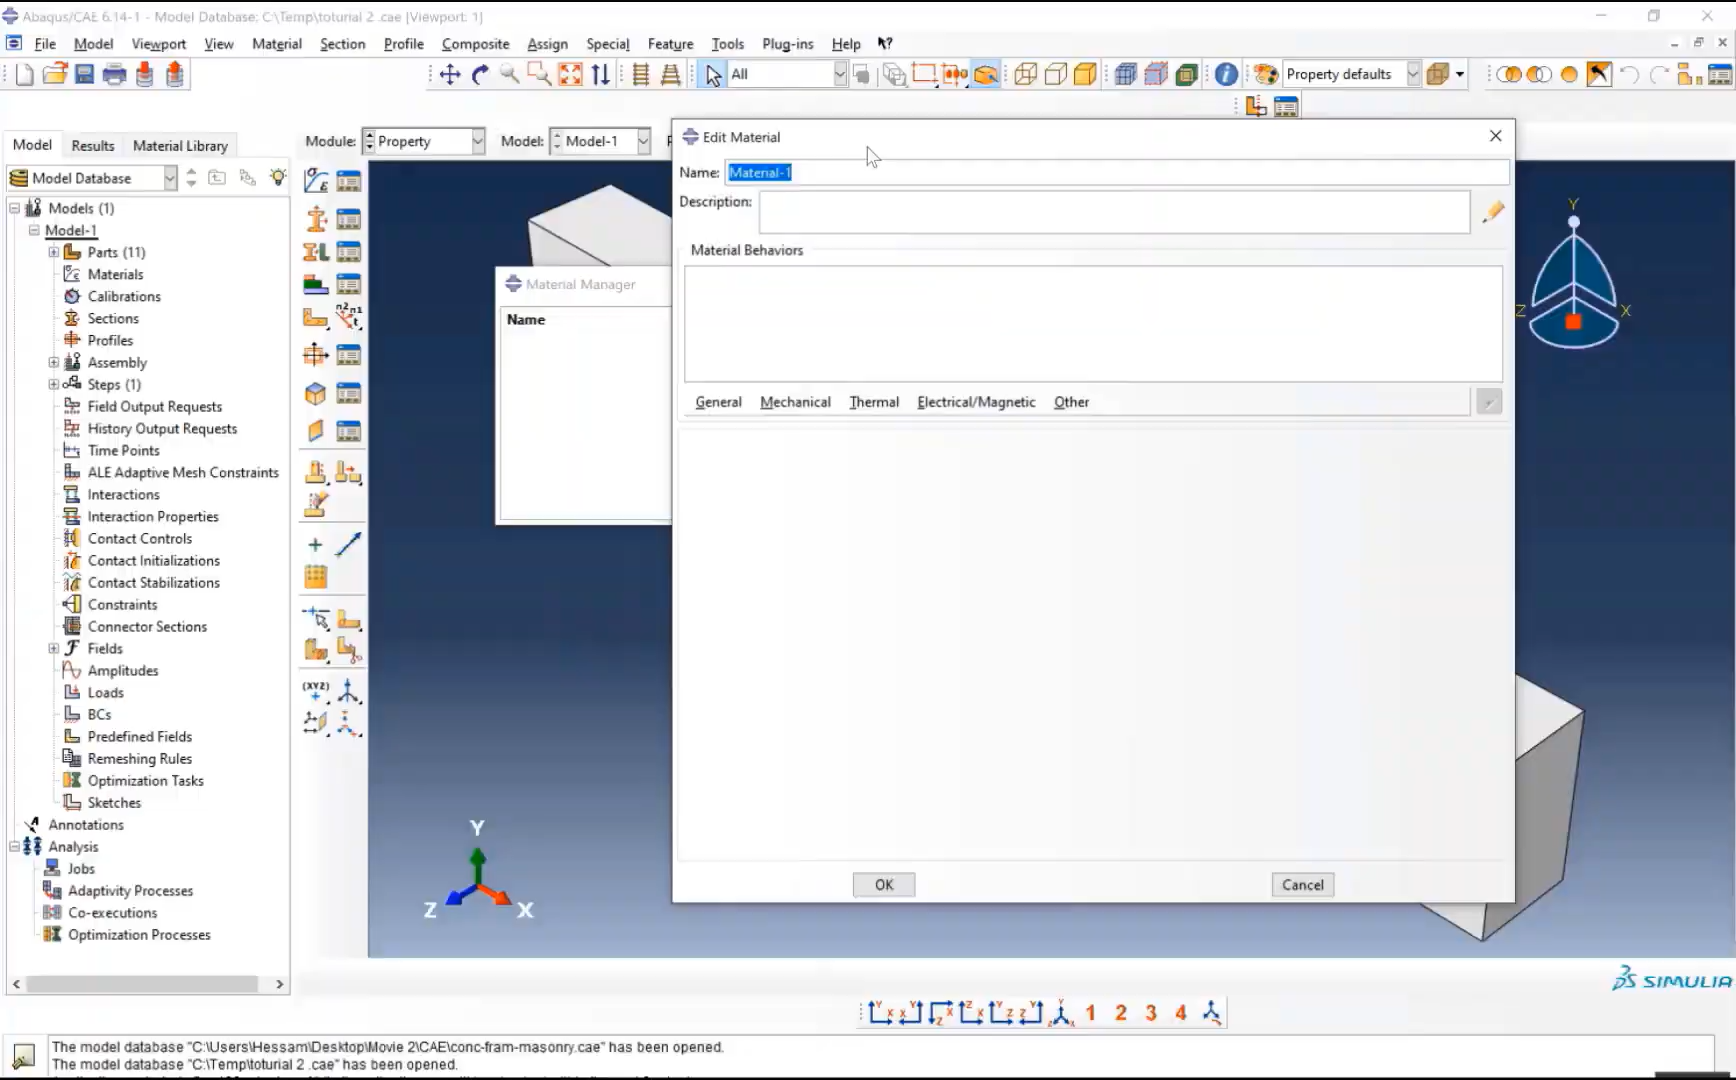 Abaqus/CAE 6.14-1 - Model Database: C:\Temp\toturial 2 .cae [Viewport: 1]
File Model Viewport View Material Section Profile Composite Assign Special Feature Tools Plug-ins Help
All
Property defaults
Model Results Material Library
Module: Property Model: Model-1
Model Database
Models (1)
Model-1
Parts (11)
Materials
Calibrations
Sections
Profiles
Assembly
Steps (1)
Field Output Requests
History Output Requests
Time Points
ALE Adaptive Mesh Constraints
Interactions
Interaction Properties
Contact Controls
Contact Initializations
Contact Stabilizations
Constraints
Connector Sections
Fields
Amplitudes
Loads
BCs
Predefined Fields
Remeshing Rules
Optimization Tasks
Sketches
Annotations
Analysis
Jobs
Adaptivity Processes
Co-executions
Optimization Processes
(XYZ)
Material Manager
Name
Edit Material
Name: Material-1
Description:
Material Behaviors
General Mechanical Thermal Electrical/Magnetic Other
OK Cancel
Y
Z X
Y
Z X
SIMULIA
1 2 3 4
The model database "C:\Users\Hessam\Desktop\Movie 2\CAE\conc-fram-masonry.cae" has been opened.
The model database "C:\Temp\toturial 2 .cae" has been opened.